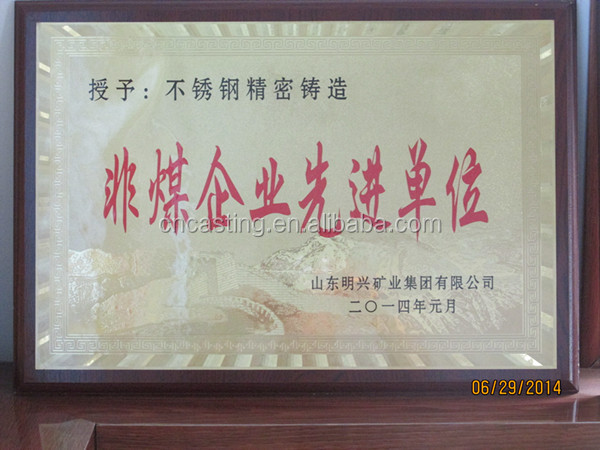 授予：不锈钢精密铸造
非煤企业先进单位
cncasting.en.alibaba.com
山东明兴矿业集团有限公司
二〇一四年元月
06/29/2014